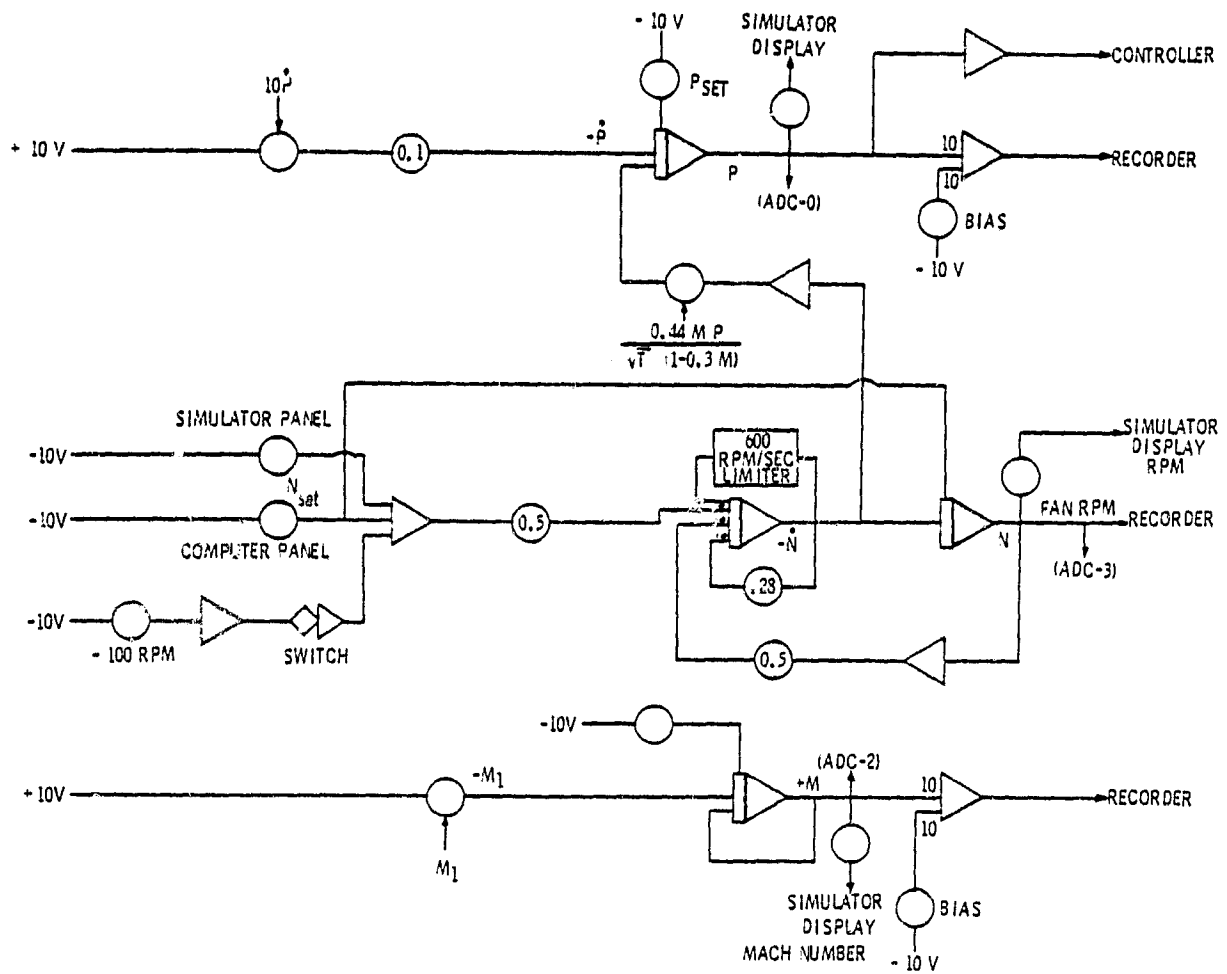 - 10 V
SIMULATOR
DISPLAY
CONTROLLER
10Ṗ
P SET
+ 10 V
0.1
-Ṗ
P
(ADC-0)
10
10
RECORDER
BIAS
- 10 V
0.44 M P
√T (1-0.3 M)
SIMULATOR PANEL
-10V
N set
-10V
COMPUTER PANEL
0.5
600
RPM/SEC
LIMITER
-Ṅ
.28
SIMULATOR
DISPLAY
RPM
N
FAN RPM
RECORDER
(ADC-3)
-10V
- 100 RPM
SWITCH
0.5
-10V
+ 10V
-M1
M1
+M
(ADC-2)
10
10
RECORDER
SIMULATOR
DISPLAY
MACH NUMBER
BIAS
- 10 V